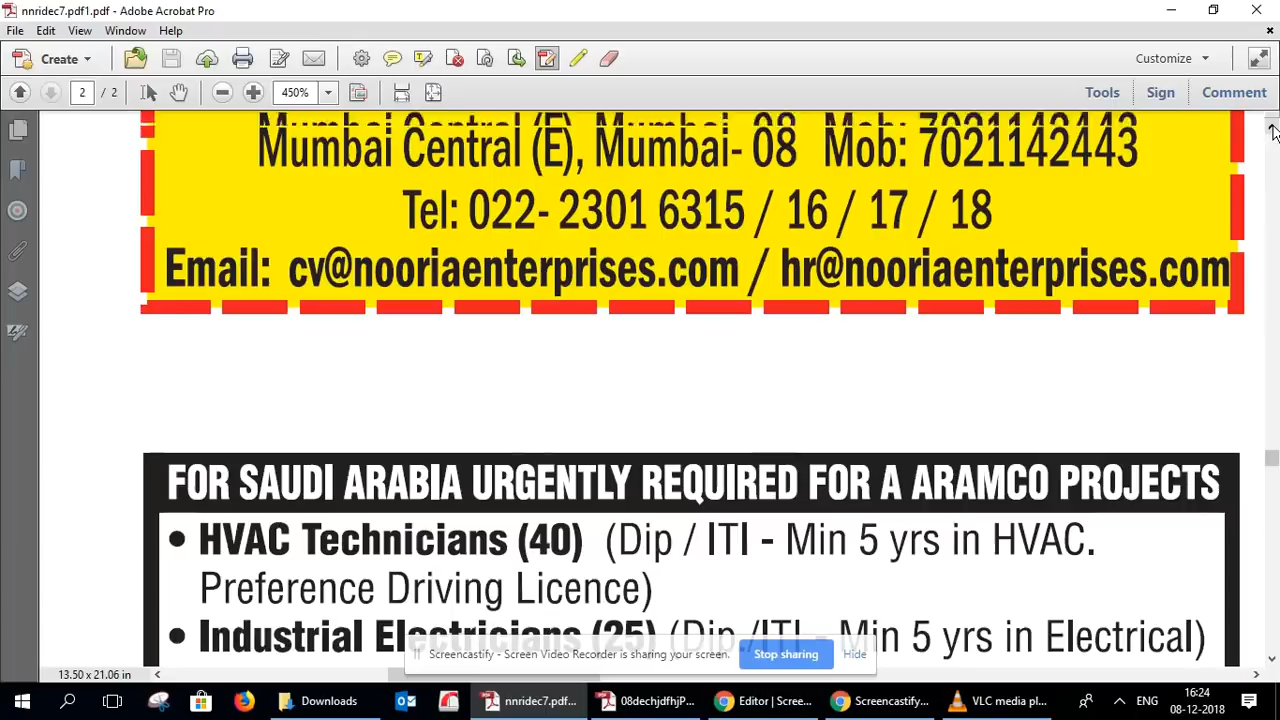 nnridec7.pdf1.pdf - Adobe Acrobat Pro
File Edit View Window Help
Create Customize
2 / 2 450% Tools Sign Comment
Mumbai Central (E), Mumbai- 08 Mob: 7021142443
Tel: 022- 2301 6315 / 16 / 17 / 18
Email: cv@nooriaenterprises.com / hr@nooriaenterprises.com
FOR SAUDI ARABIA URGENTLY REQUIRED FOR A ARAMCO PROJECTS
• HVAC Technicians (40) (Dip / ITI - Min 5 yrs in HVAC.
Preference Driving Licence)
• Industrial Electricians (25) (Dip./ITI - Min 5 yrs in Electrical)
Screencastify - Screen Video Recorder is sharing your screen. Stop sharing Hide
13.50 x 21.06 in
Downloads nnridec7.pdf... 08dechjdfhjP... Editor | Scree... Screencastify... VLC media pl... ENG 16:24
08-12-2018